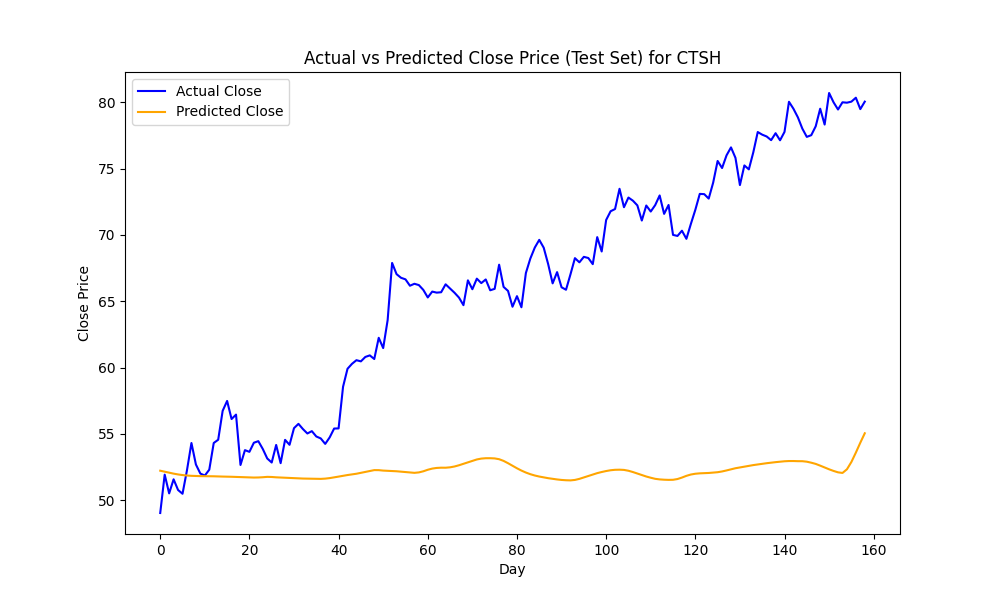 Actual vs Predicted Close Price (Test Set) for CTSH
Actual Close
Predicted Close
Close Price
80
75
70
65
60
55
50
0 20 40 60 80 100 120 140 160
Day